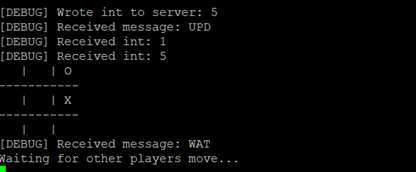 [DEBUG] Wrote int to server: 5
[DEBUG] Received message: UPD
[DEBUG] Received int: 1
[DEBUG] Received int: 5
   |   | O
-----------
   |   | X
-----------
   |   |
[DEBUG] Received message: WAT
Waiting for other players move...